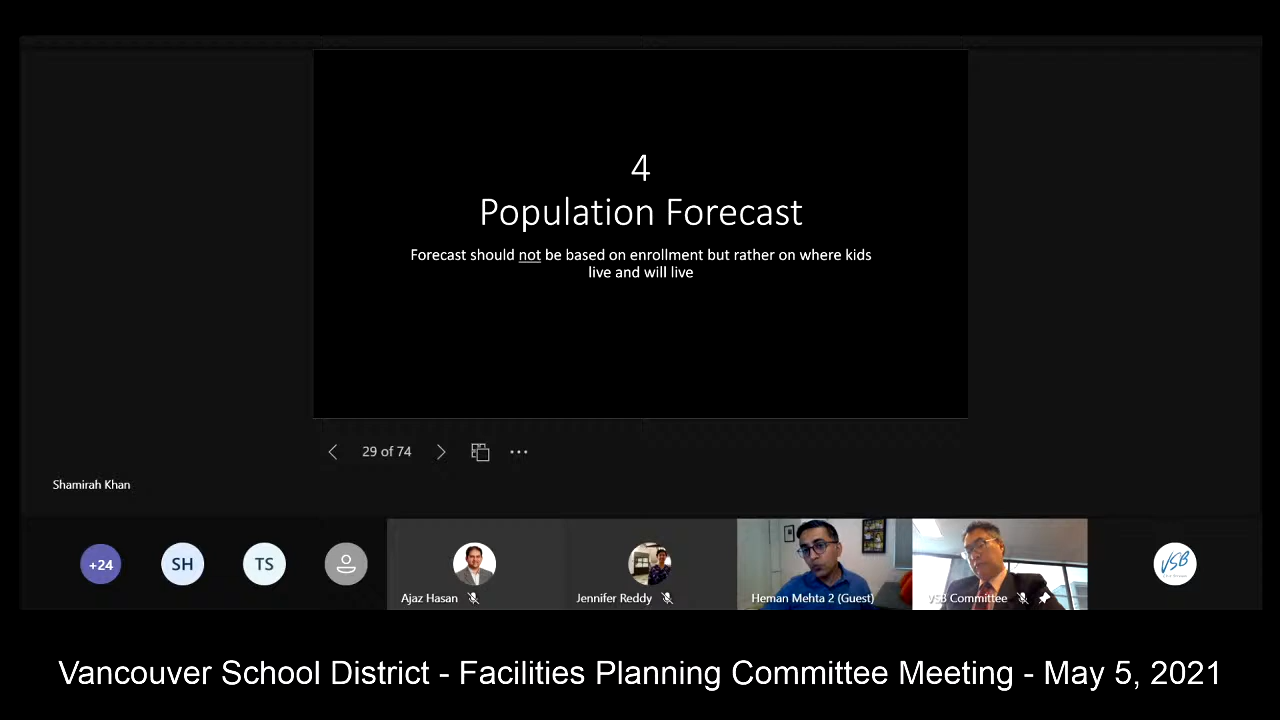 4
Population Forecast
Forecast should not be based on enrollment but rather on where kids
live and will live
29 of 74
Shamirah Khan
+24
SH
TS
Ajaz Hasan
Jennifer Reddy
Heman Mehta 2 (Guest)
VSB Committee
VSB
Vancouver School District - Facilities Planning Committee Meeting - May 5, 2021